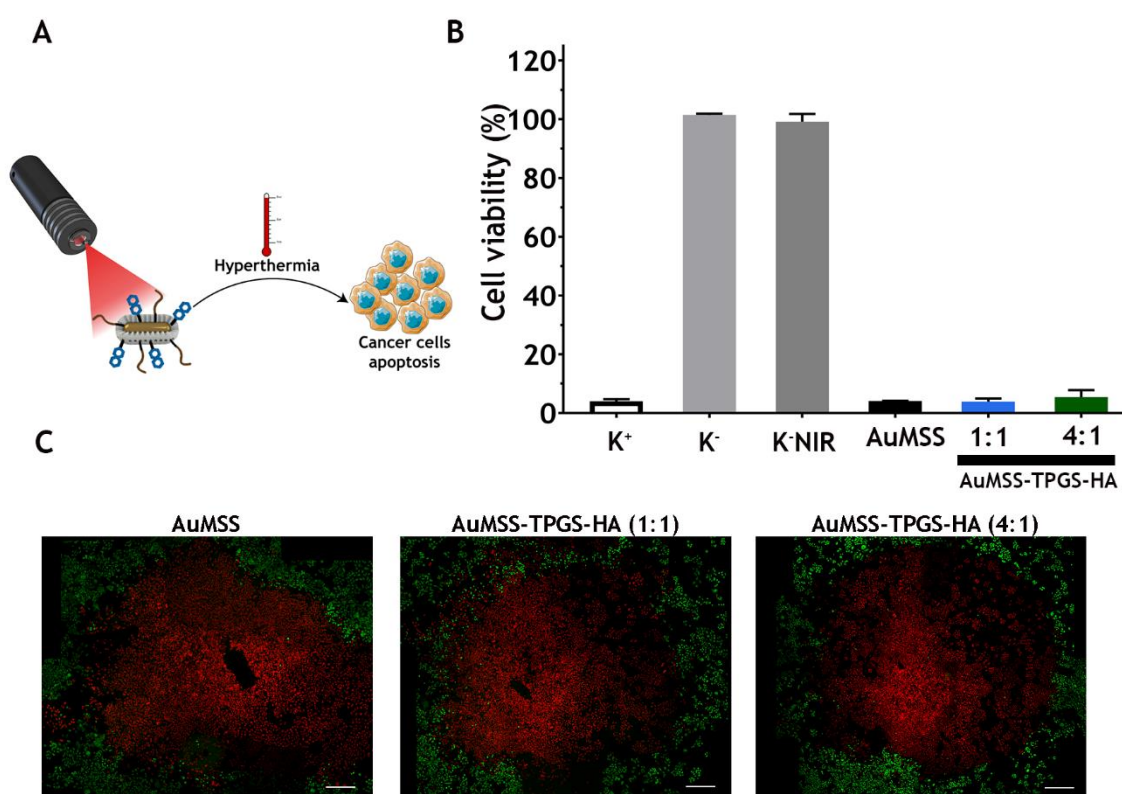 A
Hyperthermia
Cancer cells
apoptosis
B
Cell viability (%)
120
100
80
60
40
20
0
K⁺
K⁻
K⁻NIR
AuMSS
1:1
4:1
AuMSS-TPGS-HA
C
AuMSS
AuMSS-TPGS-HA (1:1)
AuMSS-TPGS-HA (4:1)